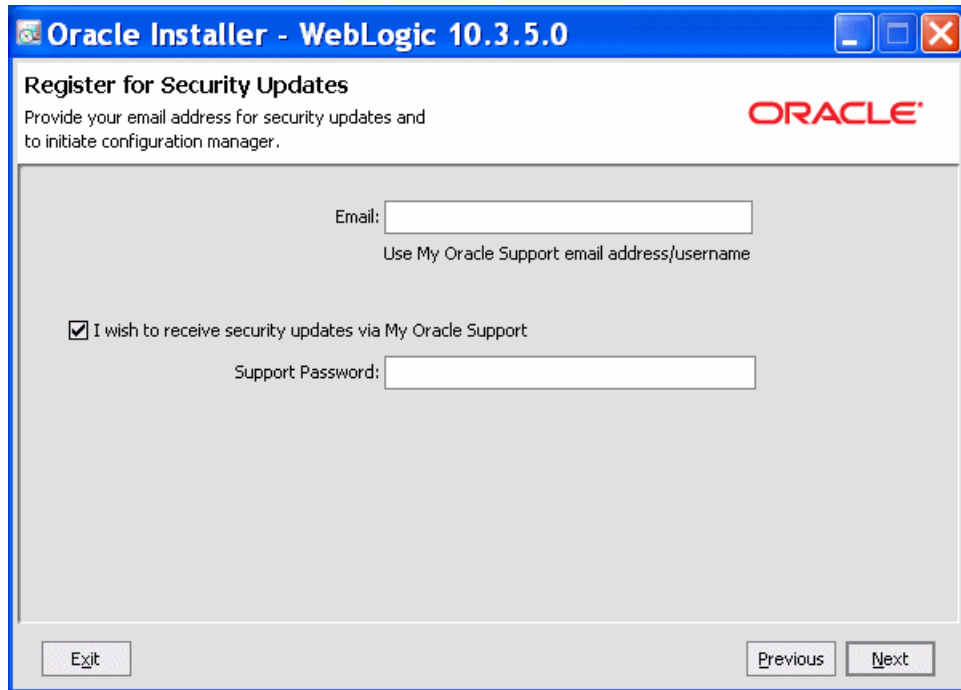 Oracle Installer - WebLogic 10.3.5.0
Register for Security Updates
Provide your email address for security updates and
to initiate configuration manager.
ORACLE
Email:
Use My Oracle Support email address/username
I wish to receive security updates via My Oracle Support
Support Password:
Exit
Previous
Next